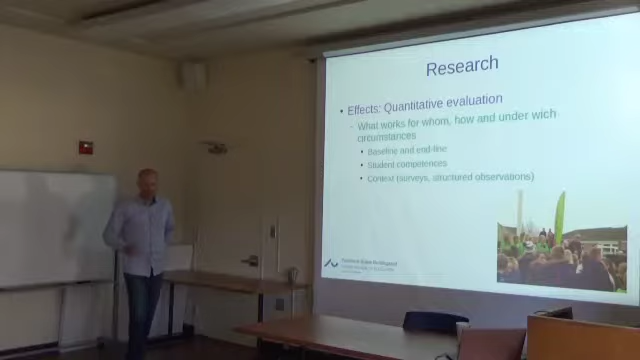 Research
• Effects: Quantitative evaluation
- What works for whom, how and under wich
circumstances
• Baseline and end-line
• Student competences
• Context (surveys, structured observations)